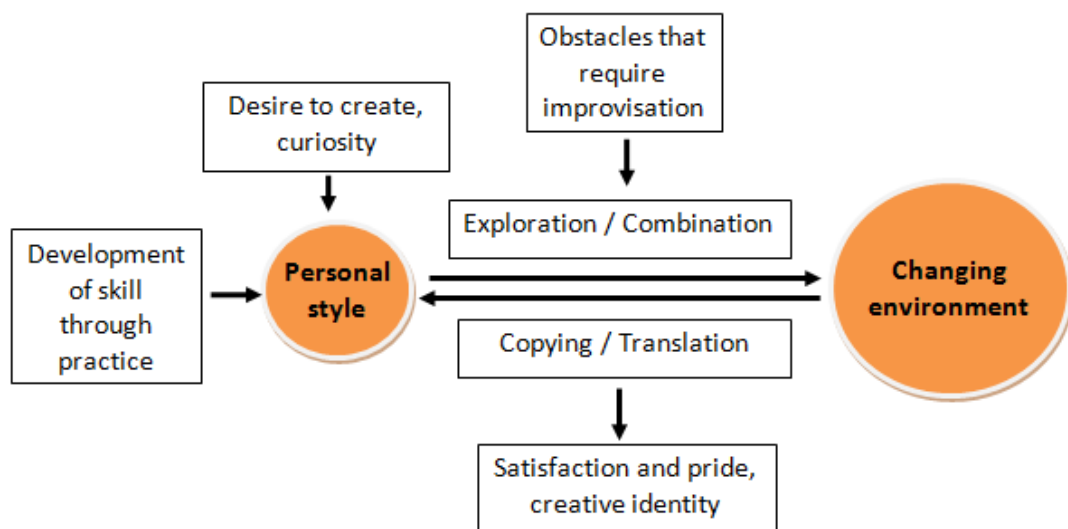 Obstacles that
require
improvisation
Desire to create,
curiosity
Exploration / Combination
Development
of skill
through
practice
Personal
style
Changing
environment
Copying / Translation
Satisfaction and pride,
creative identity